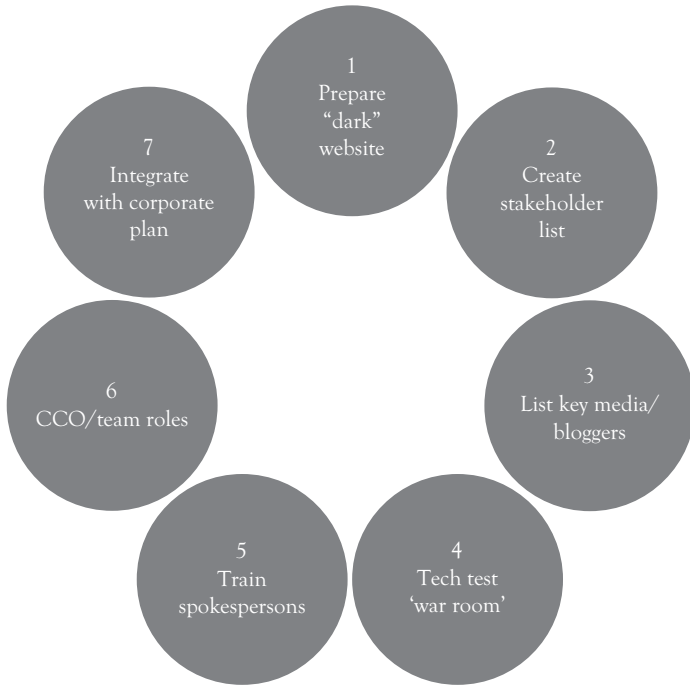 1
Prepare
“dark”
website
2
Create
stakeholder
list
3
List key media/
bloggers
4
Tech test
‘war room’
5
Train
spokespersons
6
CCO/team roles
7
Integrate
with corporate
plan